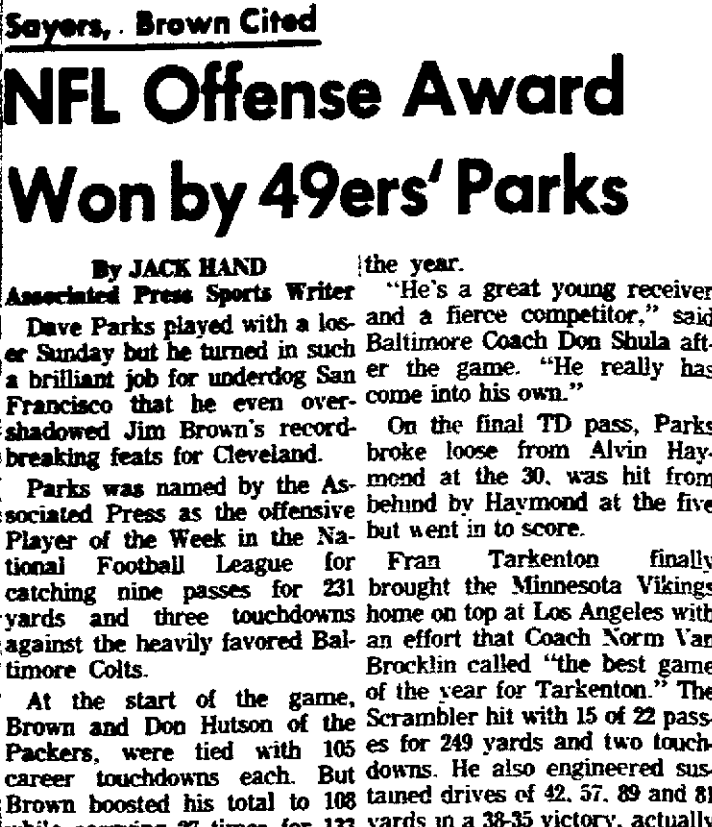 Sayers, Brown Cited
NFL Offense Award
Won by 49ers' Parks
By JACK HAND
Associated Press Sports Writer
Dave Parks played with a los-
er Sunday but he turned in such
a brilliant job for underdog San
Francisco that he even over-
shadowed Jim Brown's record-
breaking feats for Cleveland.
Parks was named by the As-
sociated Press as the offensive
Player of the Week in the Na-
tional Football League for
catching nine passes for 231
yards and three touchdowns
against the heavily favored Bal-
timore Colts.
At the start of the game,
Brown and Don Hutson of the
Packers, were tied with 105
career touchdowns each. But
Brown boosted his total to 108
while carrying 27 times for
the year.
"He's a great young receiver
and a fierce competitor," said
Baltimore Coach Don Shula aft-
er the game. "He really has
come into his own."
On the final TD pass, Parks
broke loose from Alvin Hay-
mond at the 30, was hit from
behind by Haymond at the five
but went in to score.
Fran Tarkenton finally
brought the Minnesota Vikings
home on top at Los Angeles with
an effort that Coach Norm Van
Brocklin called "the best game
of the year for Tarkenton." The
Scrambler hit with 15 of 22 pass-
es for 249 yards and two touch-
downs. He also engineered sus-
tained drives of 42, 57, 89 and 81
yards in a 38-35 victory, actually